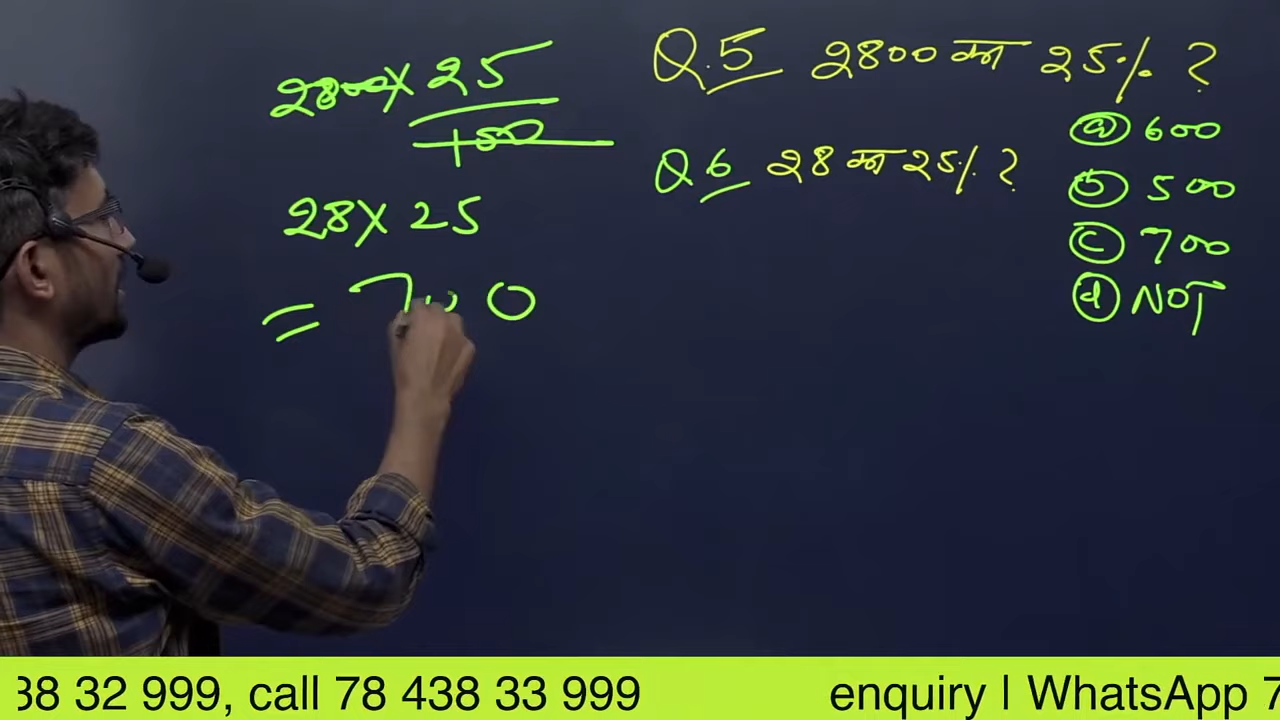 2800 X 25
100
28 X 25
= 700
Q.5 2800 का 25% ?
(a) 600
Q6 28 का 25% ?
(b) 500
(c) 700
(d) NOT
38 32 999, call 78 438 33 999 enquiry | WhatsApp 7